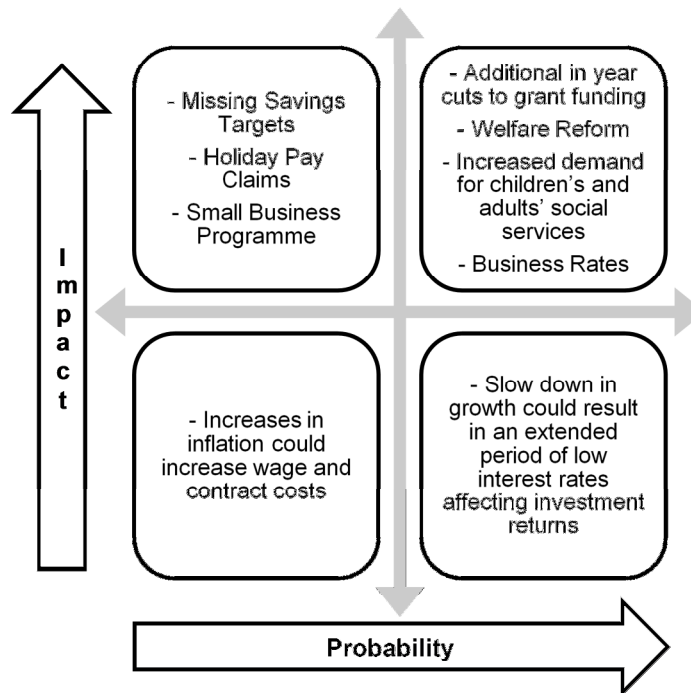 - Missing Savings
Targets
- Holiday Pay
Claims
- Small Business
Programme
- Additional in year
cuts to grant funding
- Welfare Reform
- Increased demand
for children's and
adults' social
services
- Business Rates
Impact
- Increases in
inflation could
increase wage and
contract costs
- Slow down in
growth could result
in an extended
period of low
interest rates
affecting investment
returns
Probability